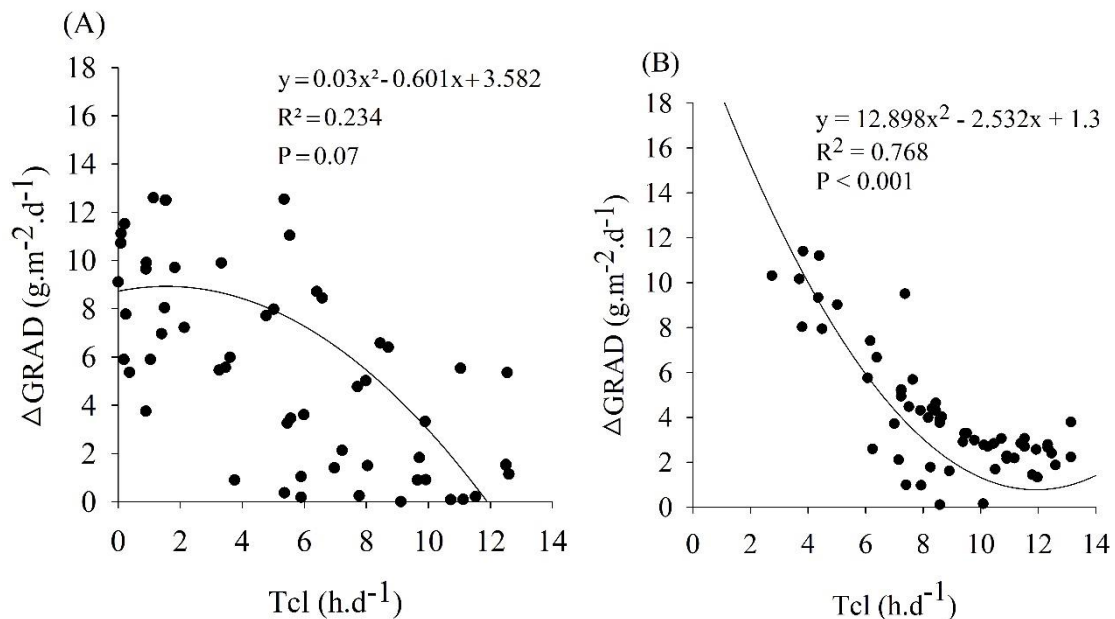 (A)
y = 0.03x² - 0.601x + 3.582
R² = 0.234
P = 0.07
18
16
14
12
10
8
6
4
2
0
ΔGRAD (g.m⁻².d⁻¹)
0 2 4 6 8 10 12 14
Tcl (h.d⁻¹)
(B)
y = 12.898x² - 2.532x + 1.3
R² = 0.768
P < 0.001
18
16
14
12
10
8
6
4
2
0
ΔGRAD (g.m⁻².d⁻¹)
0 2 4 6 8 10 12 14
Tcl (h.d⁻¹)